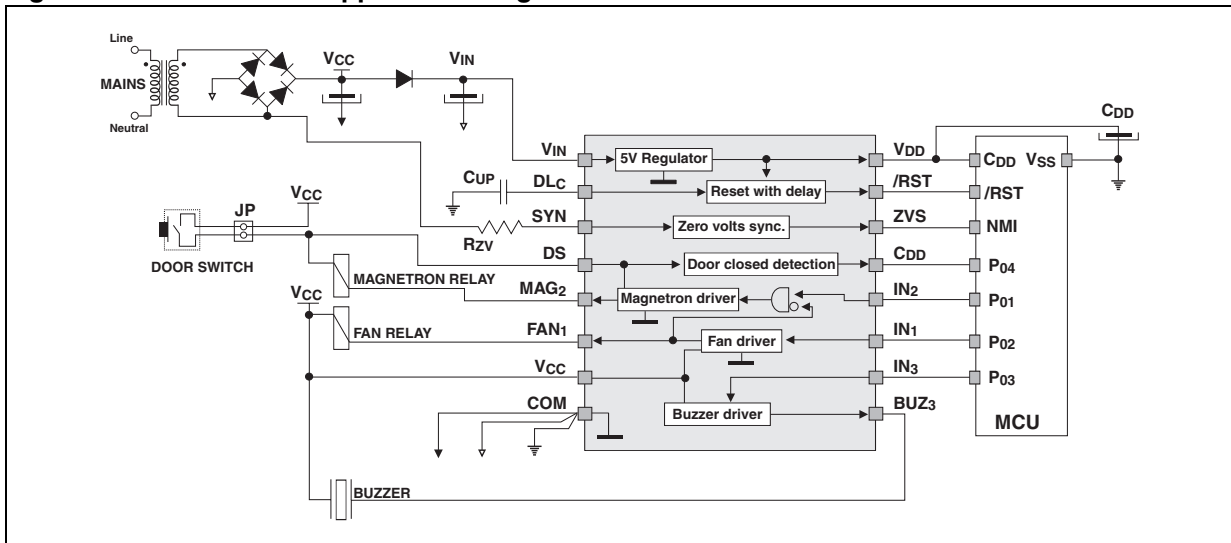 Line
MAINS
Neutral
VCC
VIN
CDD
VIN
5V Regulator
VDD
CDD
VSS
CUP
DLC
Reset with delay
/RST
/RST
VCC
JP
SYN
RZV
Zero volts sync.
ZVS
NMI
DOOR SWITCH
DS
Door closed detection
CDD
P04
MAGNETRON RELAY
MAG2
Magnetron driver
IN2
P01
VCC
FAN RELAY
FAN1
Fan driver
IN1
P02
VCC
IN3
P03
COM
Buzzer driver
BUZ3
MCU
BUZZER